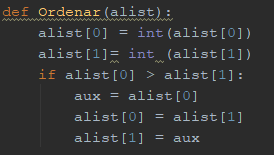 def Ordenar(alist):
    alist[0] = int(alist[0])
    alist[1]= int (alist[1])
    if alist[0] > alist[1]:
        aux = alist[0]
        alist[0] = alist[1]
        alist[1] = aux